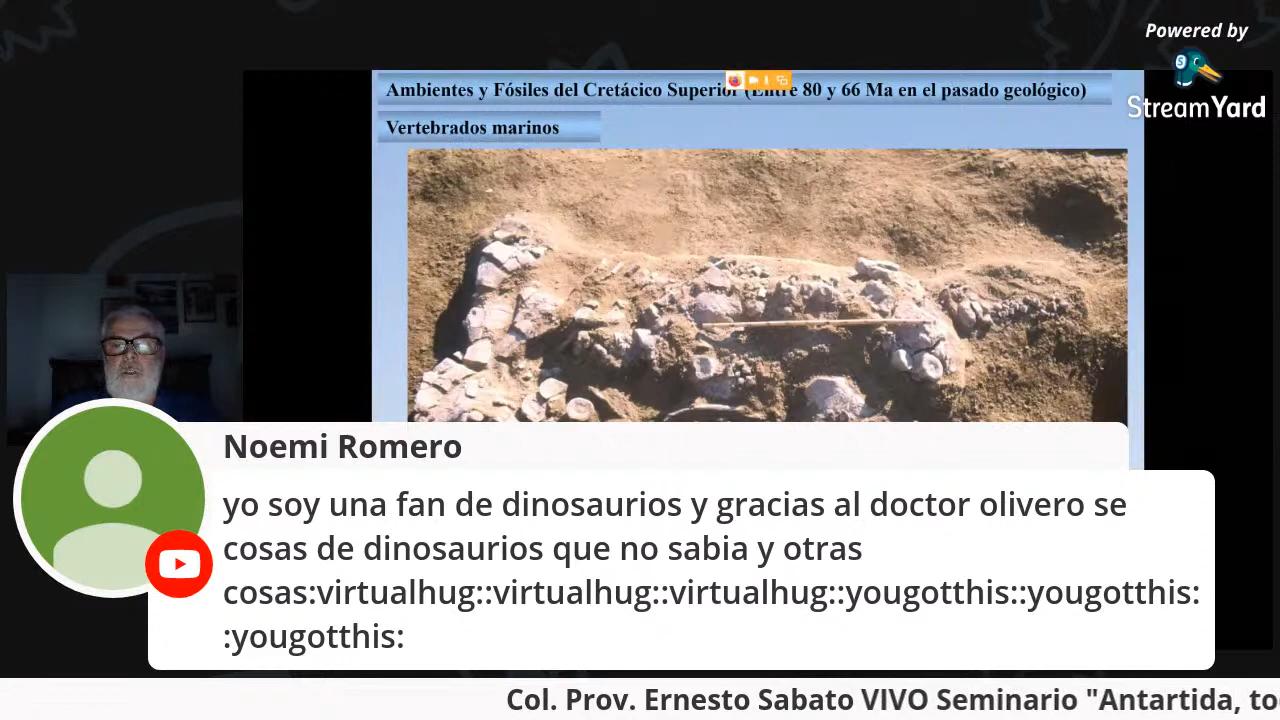 Powered by
StreamYard
Ambientes y Fósiles del Cretácico Superior (Entre 80 y 66 Ma en el pasado geológico)
Vertebrados marinos
Noemi Romero
yo soy una fan de dinosaurios y gracias al doctor olivero se
cosas de dinosaurios que no sabia y otras
cosas:virtualhug::virtualhug::virtualhug::yougotthis::yougotthis:
:yougotthis:
Col. Prov. Ernesto Sabato VIVO Seminario "Antartida, to